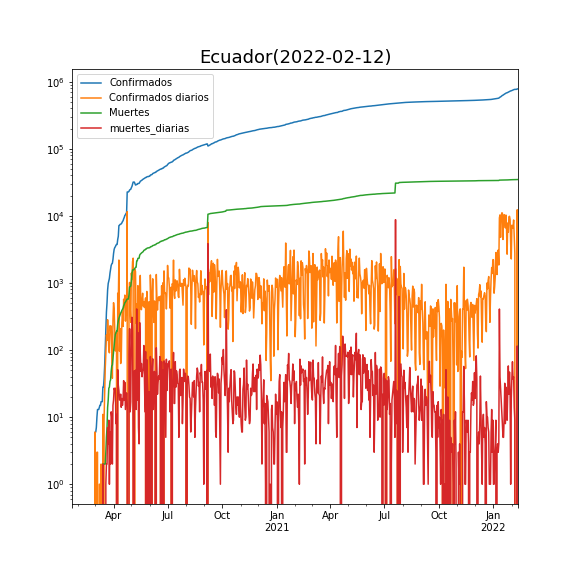 Ecuador(2022-02-12)
Confirmados
Confirmados diarios
Muertes
muertes_diarias
10⁶
10⁵
10⁴
10³
10²
10¹
10⁰
Apr Jul Oct Jan Apr Jul Oct Jan
2021 2022